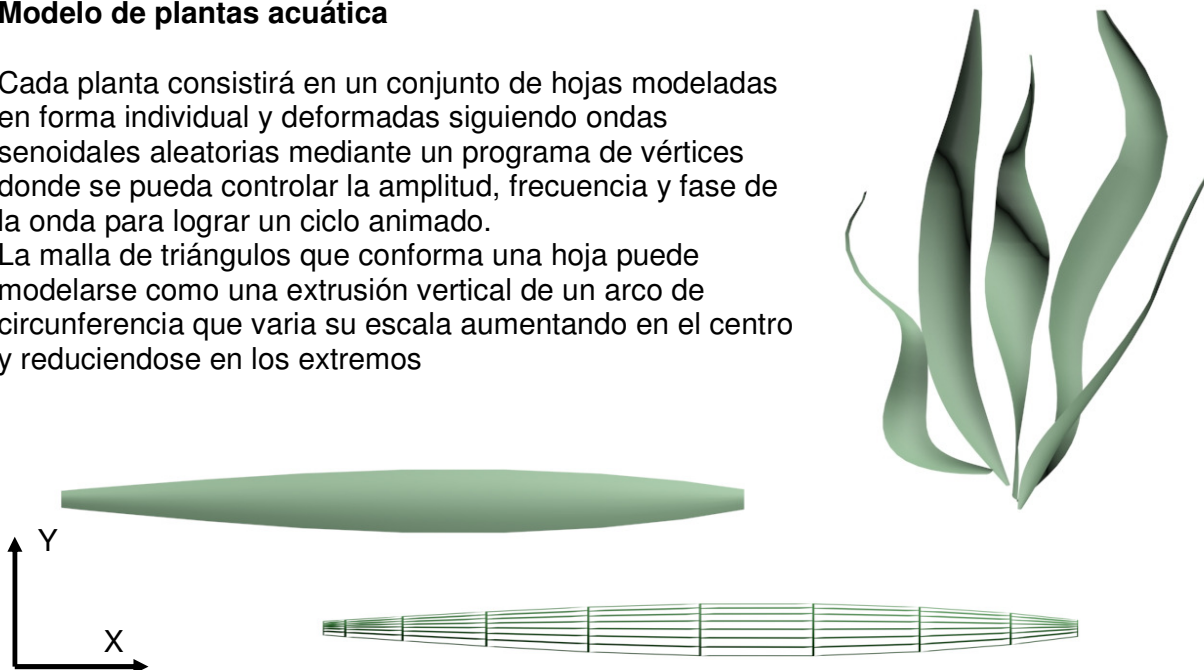 Modelo de plantas acuática
Cada planta consistirá en un conjunto de hojas modeladas
en forma individual y deformadas siguiendo ondas
senoidales aleatorias mediante un programa de vértices
donde se pueda controlar la amplitud, frecuencia y fase de
la onda para lograr un ciclo animado.
La malla de triángulos que conforma una hoja puede
modelarse como una extrusión vertical de un arco de
circunferencia que varia su escala aumentando en el centro
y reduciendose en los extremos
Y
X